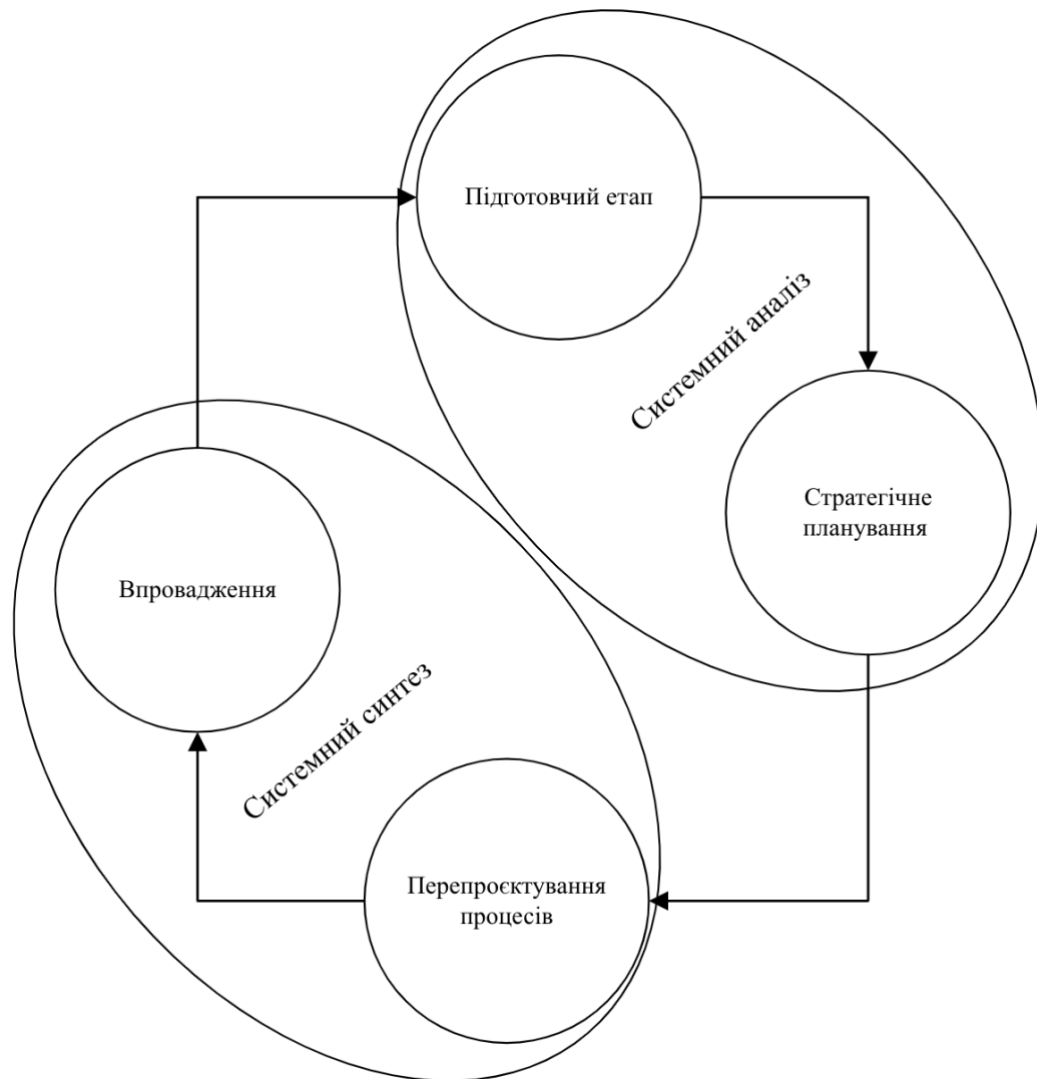 Підготовчий етап
Системний аналіз
Стратегічне
планування
Впровадження
Системний синтез
Перепроєктування
процесів